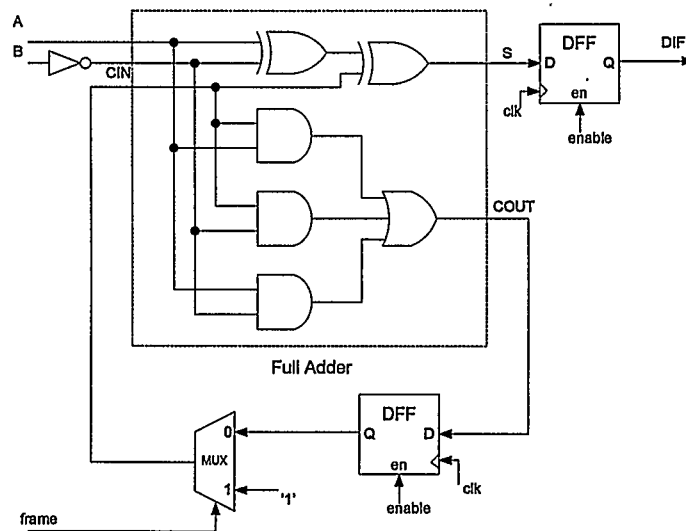 A
B
CIN
S
DFF
D
Q
DIF
clk
en
enable
COUT
Full Adder
DFF
Q
D
en
clk
enable
0
MUX
1
'1'
frame